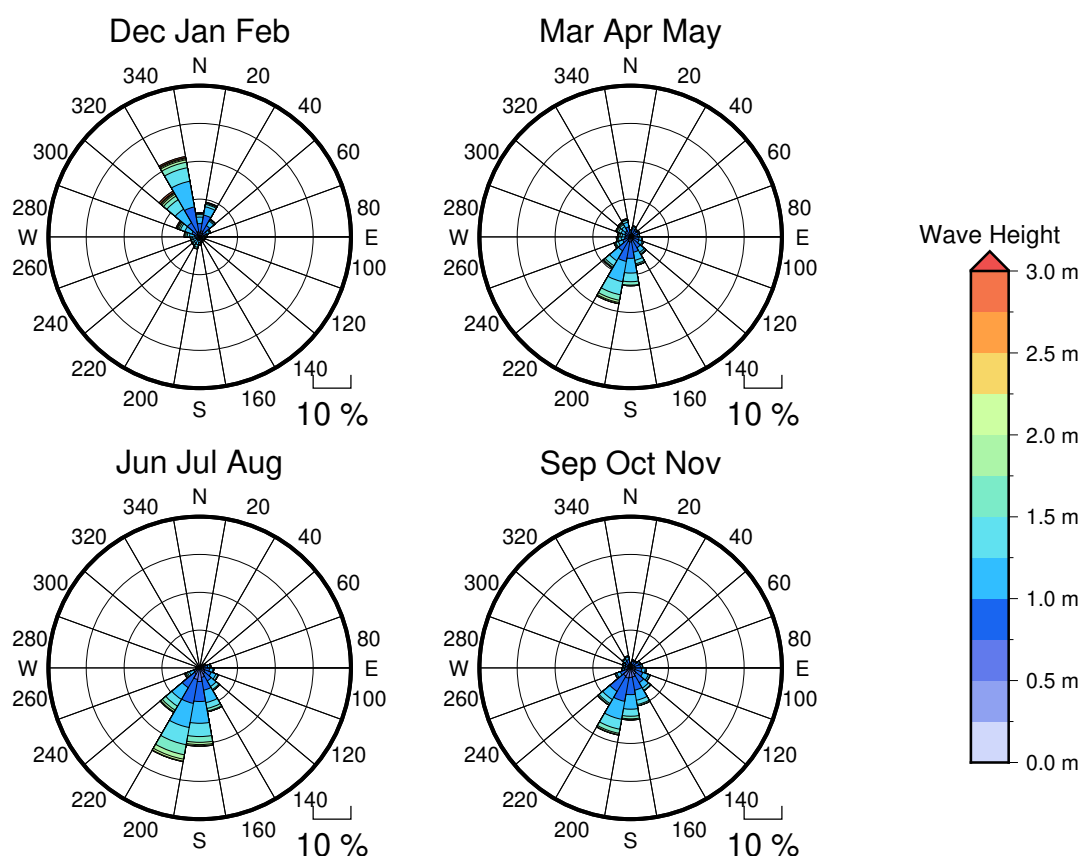 Dec Jan Feb
N
20
40
60
80
E
100
120
140
160
S
200
220
240
260
W
280
300
320
340
10 %
Mar Apr May
N
20
40
60
80
E
100
120
140
160
S
200
220
240
260
W
280
300
320
340
10 %
Jun Jul Aug
N
20
40
60
80
E
100
120
140
160
S
200
220
240
260
W
280
300
320
340
10 %
Sep Oct Nov
N
20
40
60
80
E
100
120
140
160
S
200
220
240
260
W
280
300
320
340
10 %
Wave Height
3.0 m
2.5 m
2.0 m
1.5 m
1.0 m
0.5 m
0.0 m